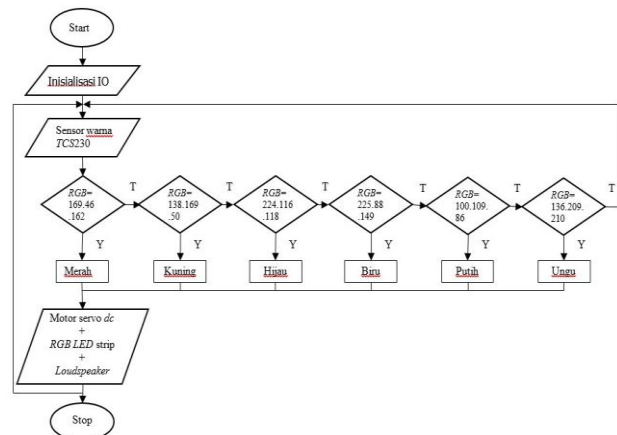 Start
Inisialisasi IO
Sensor warna
TCS230
RGB=
169.46
.162
T
RGB=
138.169
.50
T
RGB=
224.116
.118
T
RGB=
225.88
.149
T
RGB=
100.109.
86
T
RGB=
136.209.
210
T
Y
Y
Y
Y
Y
Y
Merah
Kuning
Hijau
Biru
Putih
Ungu
Motor servo dc
+
RGB LED strip
+
Loudspeaker
Stop